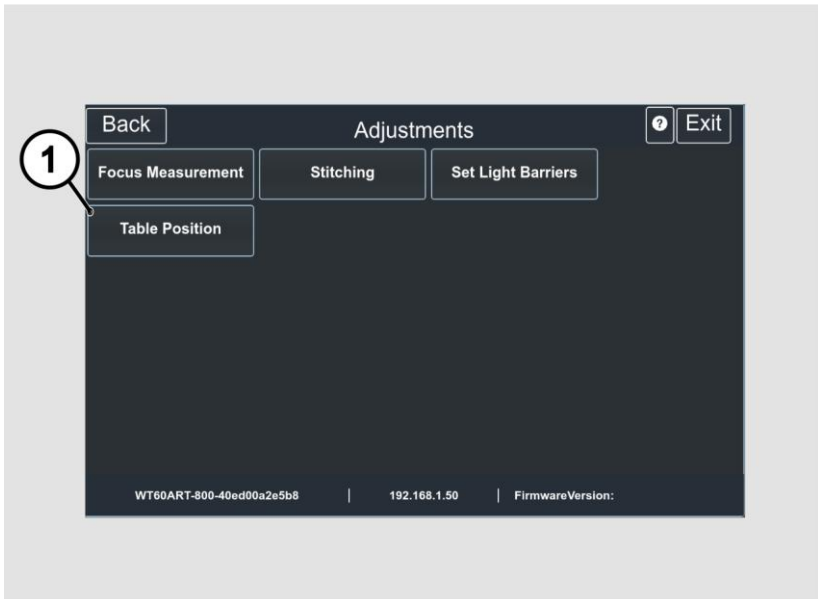 Back Adjustments ? Exit
1
Focus Measurement Stitching Set Light Barriers
Table Position
WT60ART-800-40ed00a2e5b8 | 192.168.1.50 | FirmwareVersion: